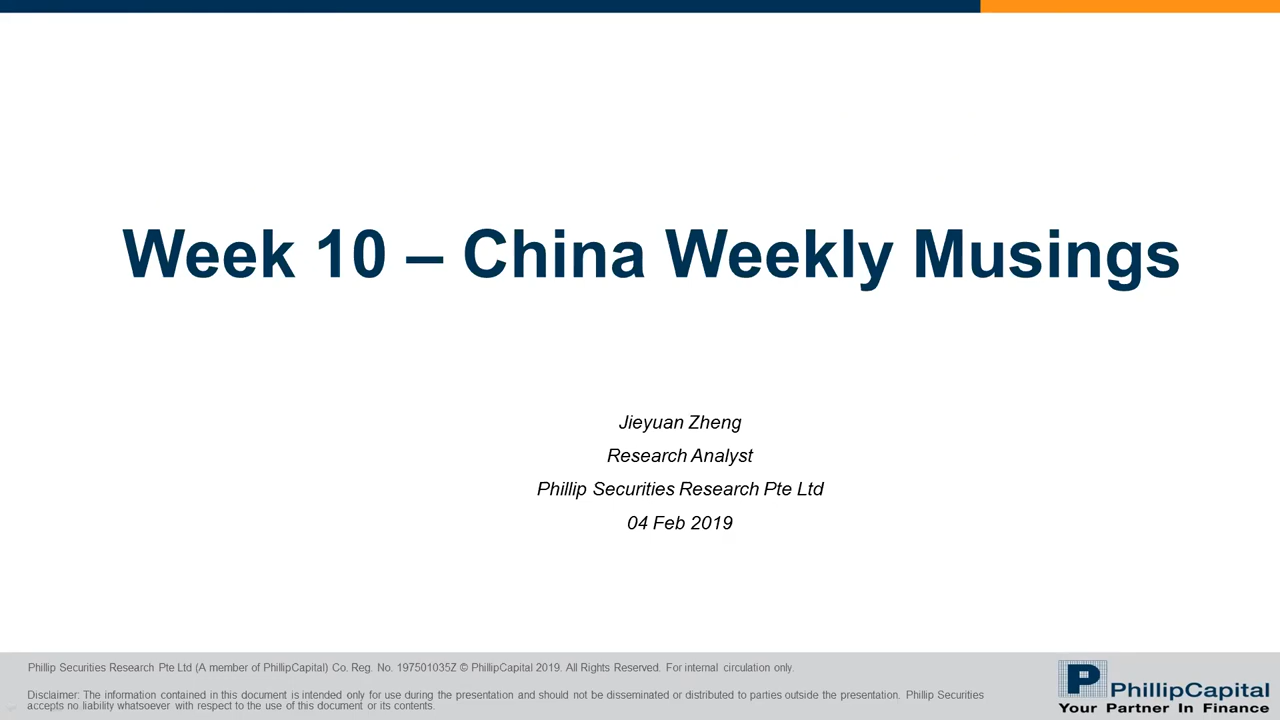 Week 10 – China Weekly Musings
Jieyuan Zheng
Research Analyst
Phillip Securities Research Pte Ltd
04 Feb 2019
Phillip Securities Research Pte Ltd (A member of PhillipCapital) Co. Reg. No. 197501035Z © PhillipCapital 2019. All Rights Reserved. For internal circulation only.
Disclaimer: The information contained in this document is intended only for use during the presentation and should not be disseminated or distributed to parties outside the presentation. Phillip Securities
accepts no liability whatsoever with respect to the use of this document or its contents.
P
PhillipCapital
Your Partner In Finance